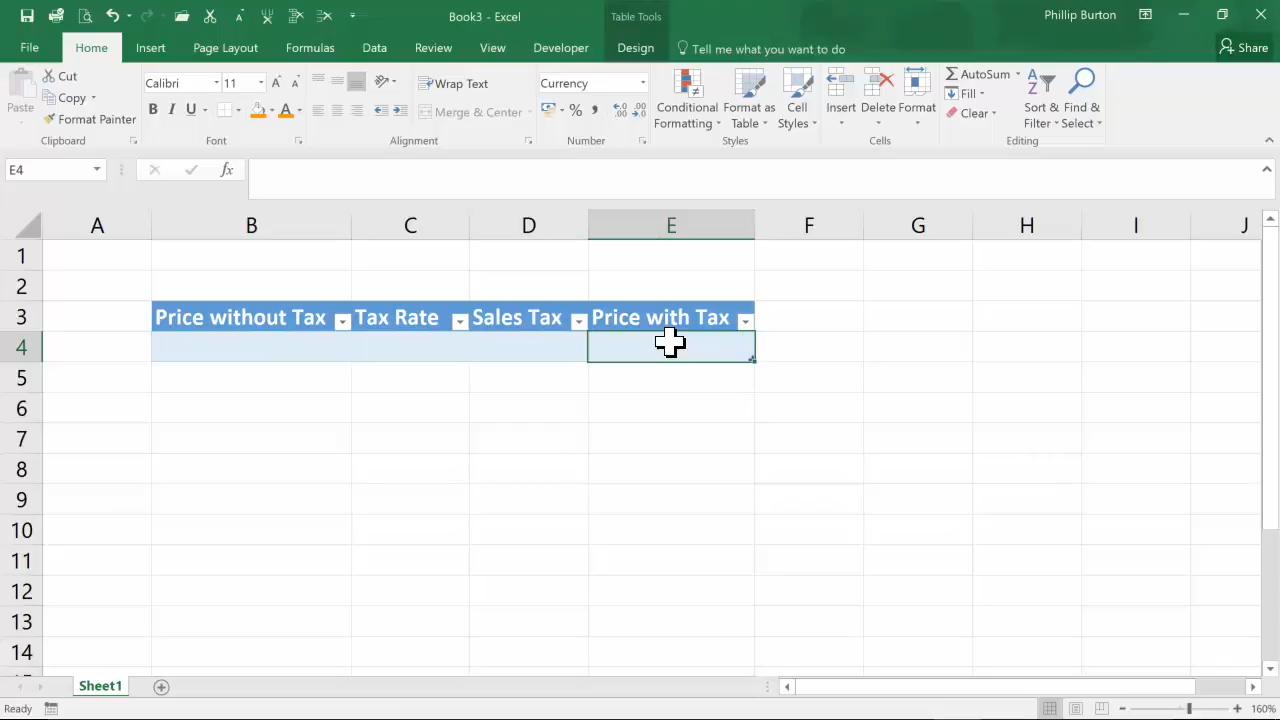 Book3 - Excel
Table Tools
Phillip Burton
File
Home
Insert
Page Layout
Formulas
Data
Review
View
Developer
Design
Tell me what you want to do
Share
Paste
Cut
Copy
Format Painter
Clipboard
Calibri
11
B I U
Font
Wrap Text
Merge & Center
Alignment
Currency
%
Number
Conditional Formatting
Format as Table
Cell Styles
Styles
Insert
Delete
Format
Cells
AutoSum
Fill
Clear
Sort & Filter
Find & Select
Editing
E4
fx
A B C D E F G H I J
1
2
3 Price without Tax Tax Rate Sales Tax Price with Tax
4
5
6
7
8
9
10
11
12
13
14
Sheet1
Ready
160%